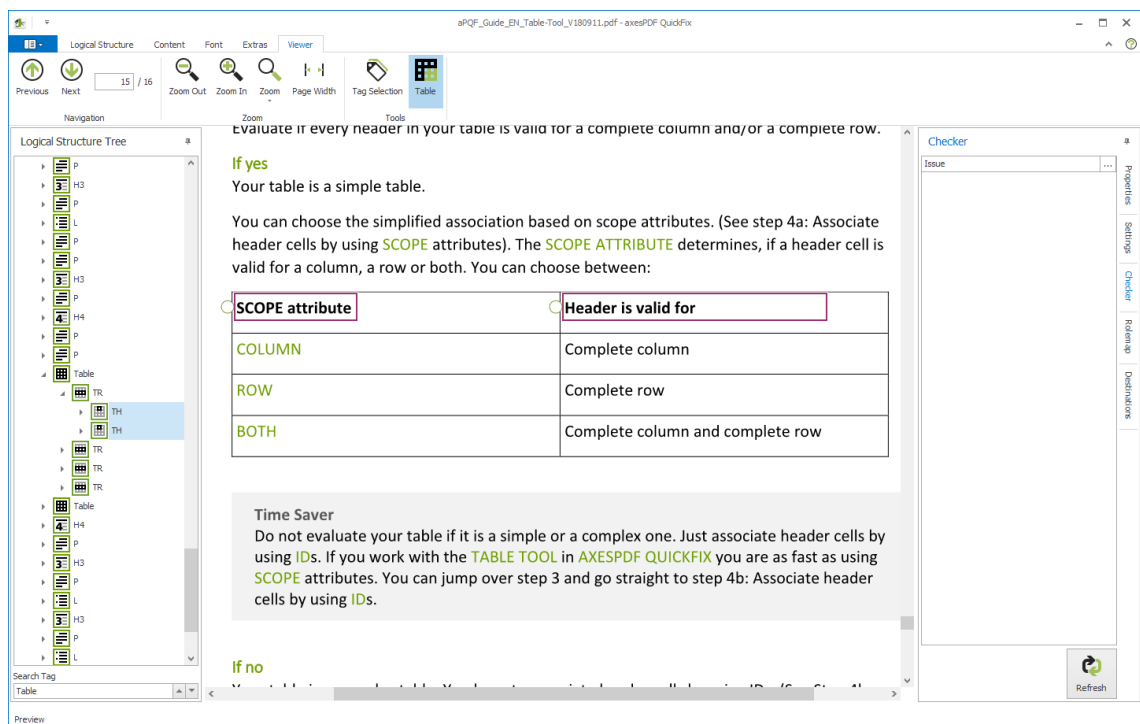 aPQF_Guide_EN_Table-Tool_V180911.pdf - axesPDF QuickFix
Logical Structure Content Font Extras Viewer
Previous Next 15 / 16 Zoom Out Zoom In Zoom Page Width Tag Selection Table
Navigation Zoom Tools
Logical Structure Tree
P
3 H3
P
L
P
P
3 H3
P
4 H4
P
P
Table
TR
TH
TH
TR
TR
TR
Table
4 H4
P
3 H3
P
L
3 H3
P
L
Search Tag
Table
Preview
Evaluate if every header in your table is valid for a complete column and/or a complete row.
If yes
Your table is a simple table.
You can choose the simplified association based on scope attributes. (See step 4a: Associate
header cells by using SCOPE attributes). The SCOPE ATTRIBUTE determines, if a header cell is
valid for a column, a row or both. You can choose between:
SCOPE attribute Header is valid for
COLUMN Complete column
ROW Complete row
BOTH Complete column and complete row
Time Saver
Do not evaluate your table if it is a simple or a complex one. Just associate header cells by
using IDs. If you work with the TABLE TOOL in AXESPDF QUICKFIX you are as fast as using
SCOPE attributes. You can jump over step 3 and go straight to step 4b: Associate header
cells by using IDs.
If no
Checker
Issue ...
Refresh
Properties
Settings
Checker
Rolemap
Destinations